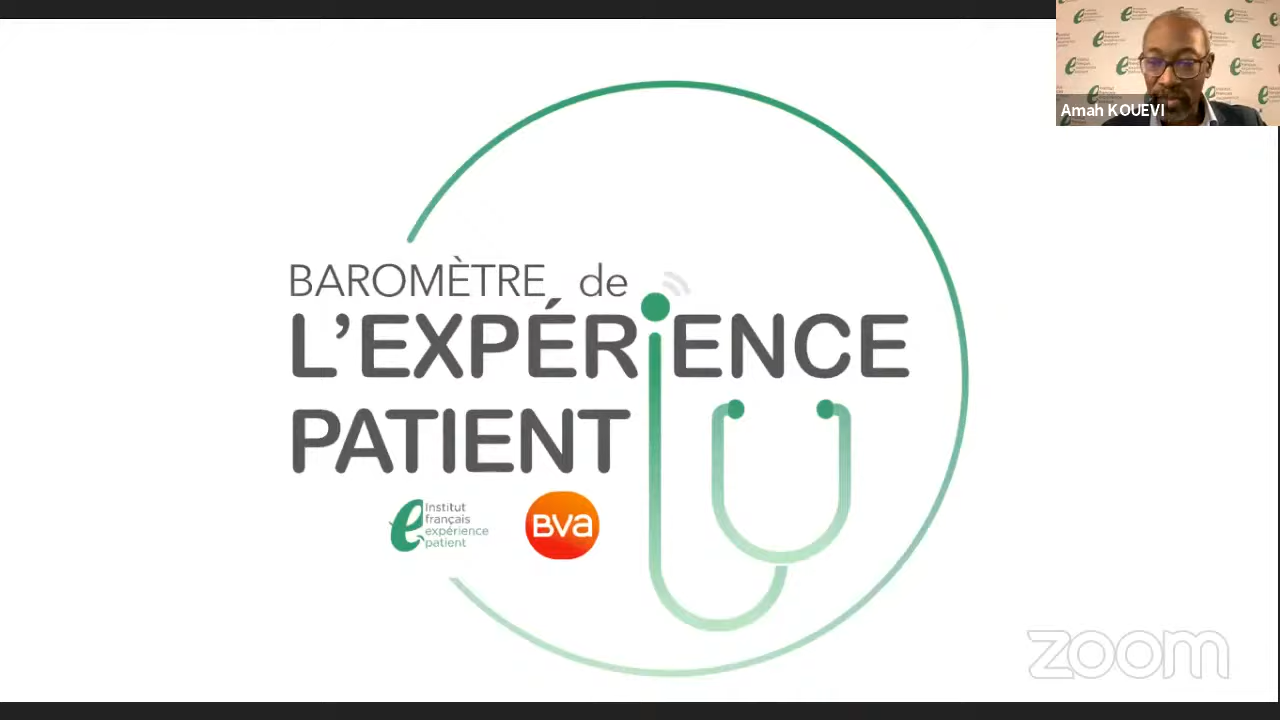 BAROMÈTRE de
L'EXPÉRIENCE
PATIENT
institut
français
expérience
patient
BVA
Amah KOUEVI
zoom